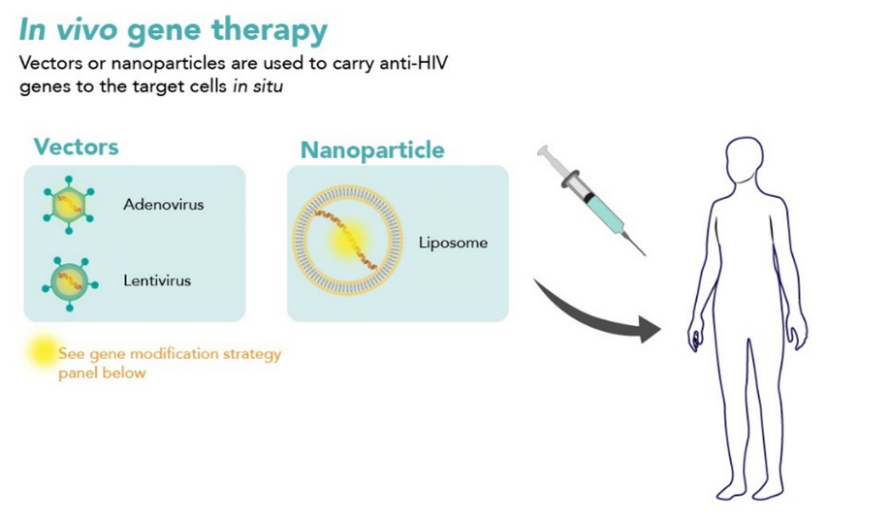 In vivo gene therapy
Vectors or nanoparticles are used to carry anti-HIV
genes to the target cells in situ
Vectors
Adenovirus
Lentivirus
Nanoparticle
Liposome
See gene modification strategy
panel below